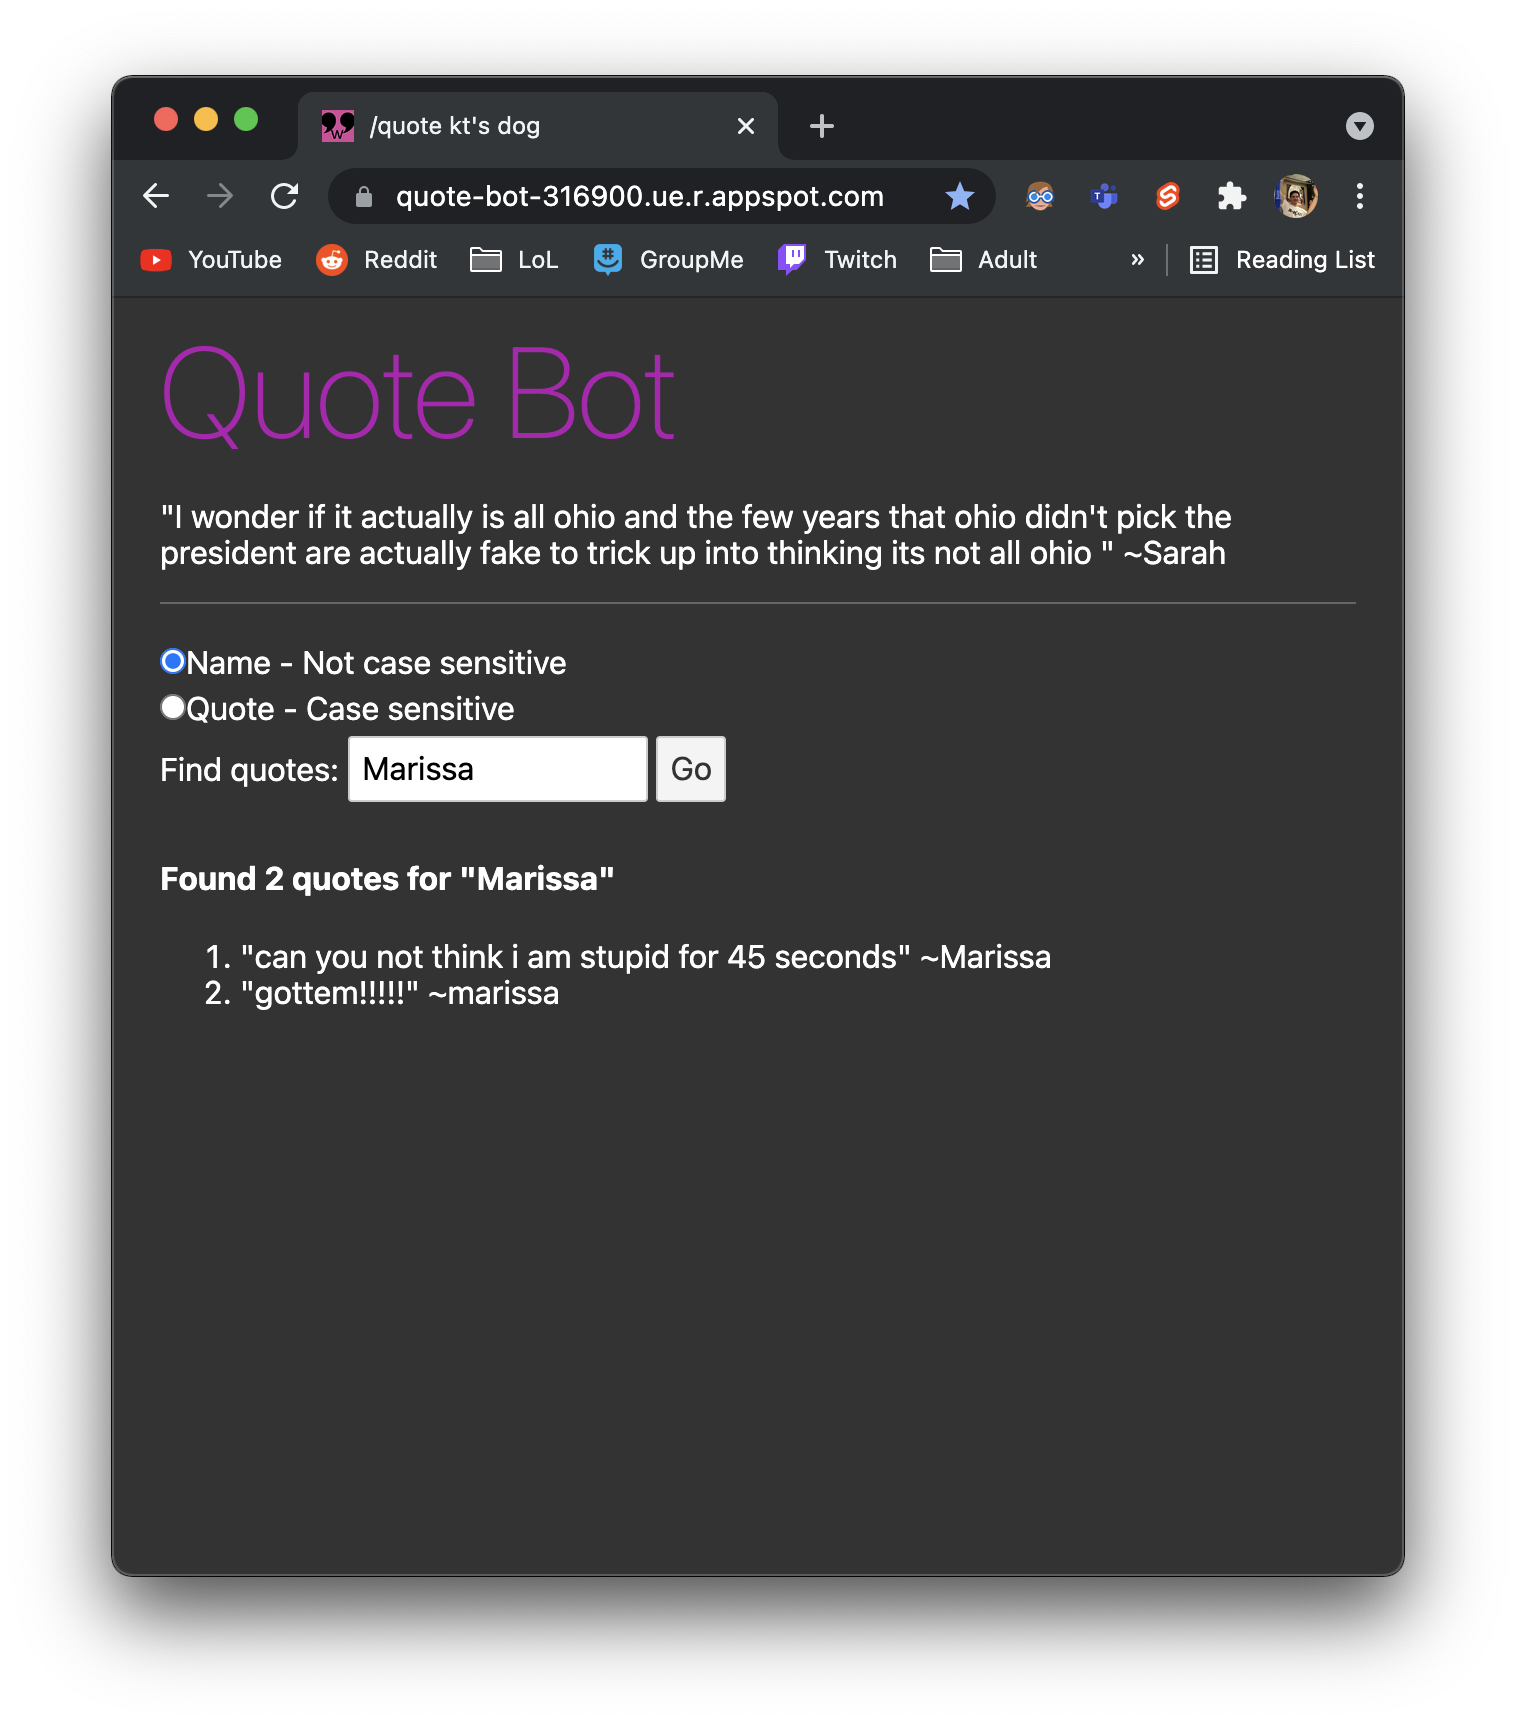 /quote kt's dog
quote-bot-316900.ue.r.appspot.com
YouTube Reddit LoL GroupMe Twitch Adult » Reading List
Quote Bot
"I wonder if it actually is all ohio and the few years that ohio didn't pick the
president are actually fake to trick up into thinking its not all ohio " ~Sarah
Name - Not case sensitive
Quote - Case sensitive
Find quotes: Marissa Go
Found 2 quotes for "Marissa"
1. "can you not think i am stupid for 45 seconds" ~Marissa
2. "gottem!!!!!" ~marissa